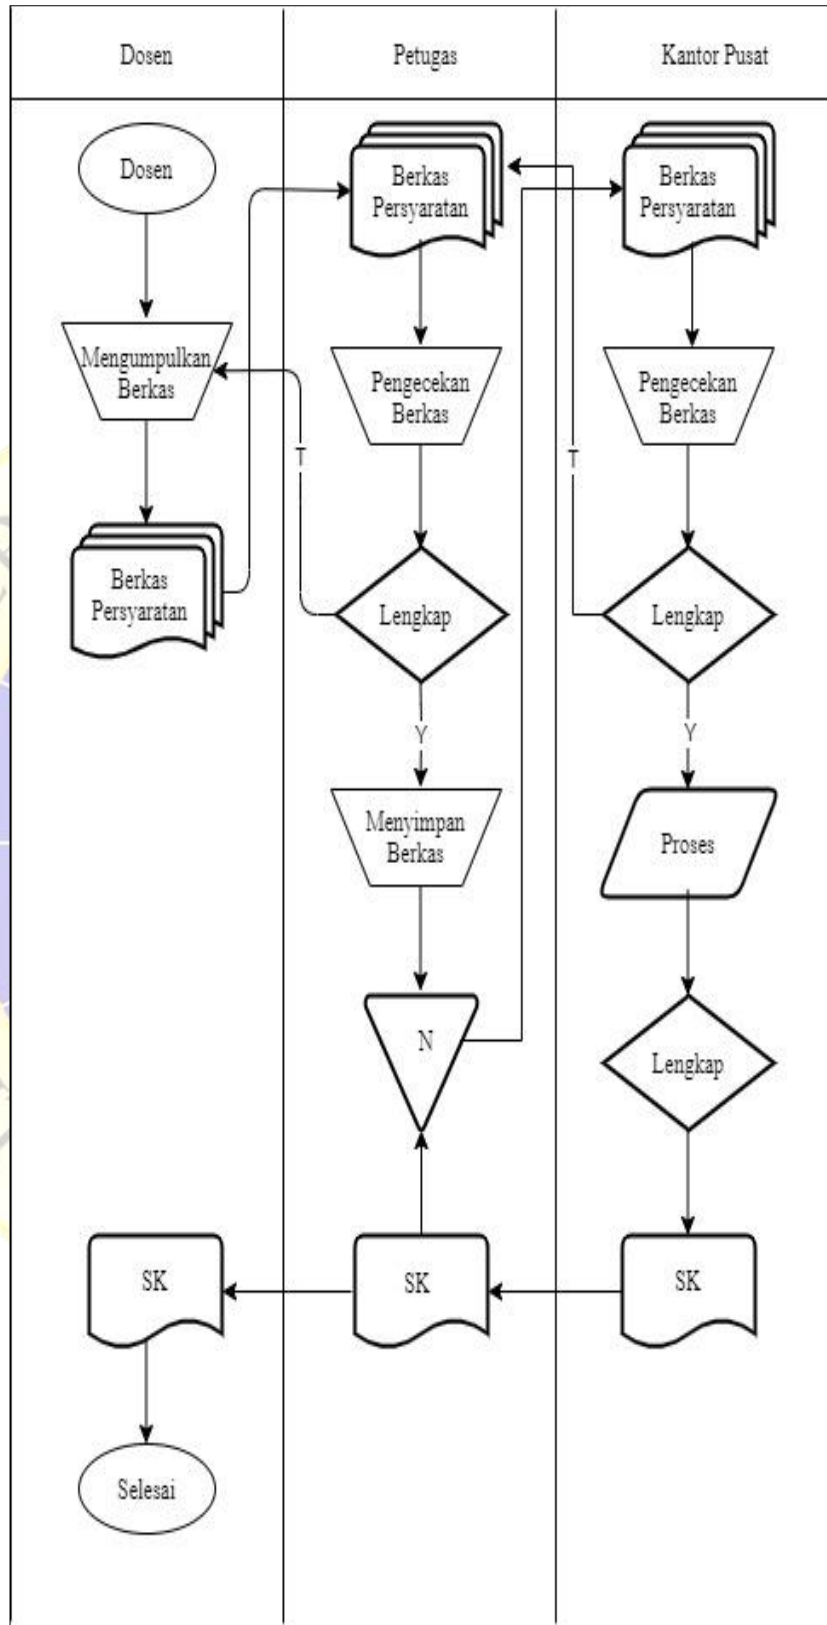 Dosen
Petugas
Kantor Pusat
Dosen
Mengumpulkan
Berkas
Berkas
Persyaratan
SK
Selesai
Berkas
Persyaratan
Pengecekan
Berkas
T
Lengkap
Y
Menyimpan
Berkas
N
SK
Berkas
Persyaratan
Pengecekan
Berkas
T
Lengkap
Y
Proses
Lengkap
SK